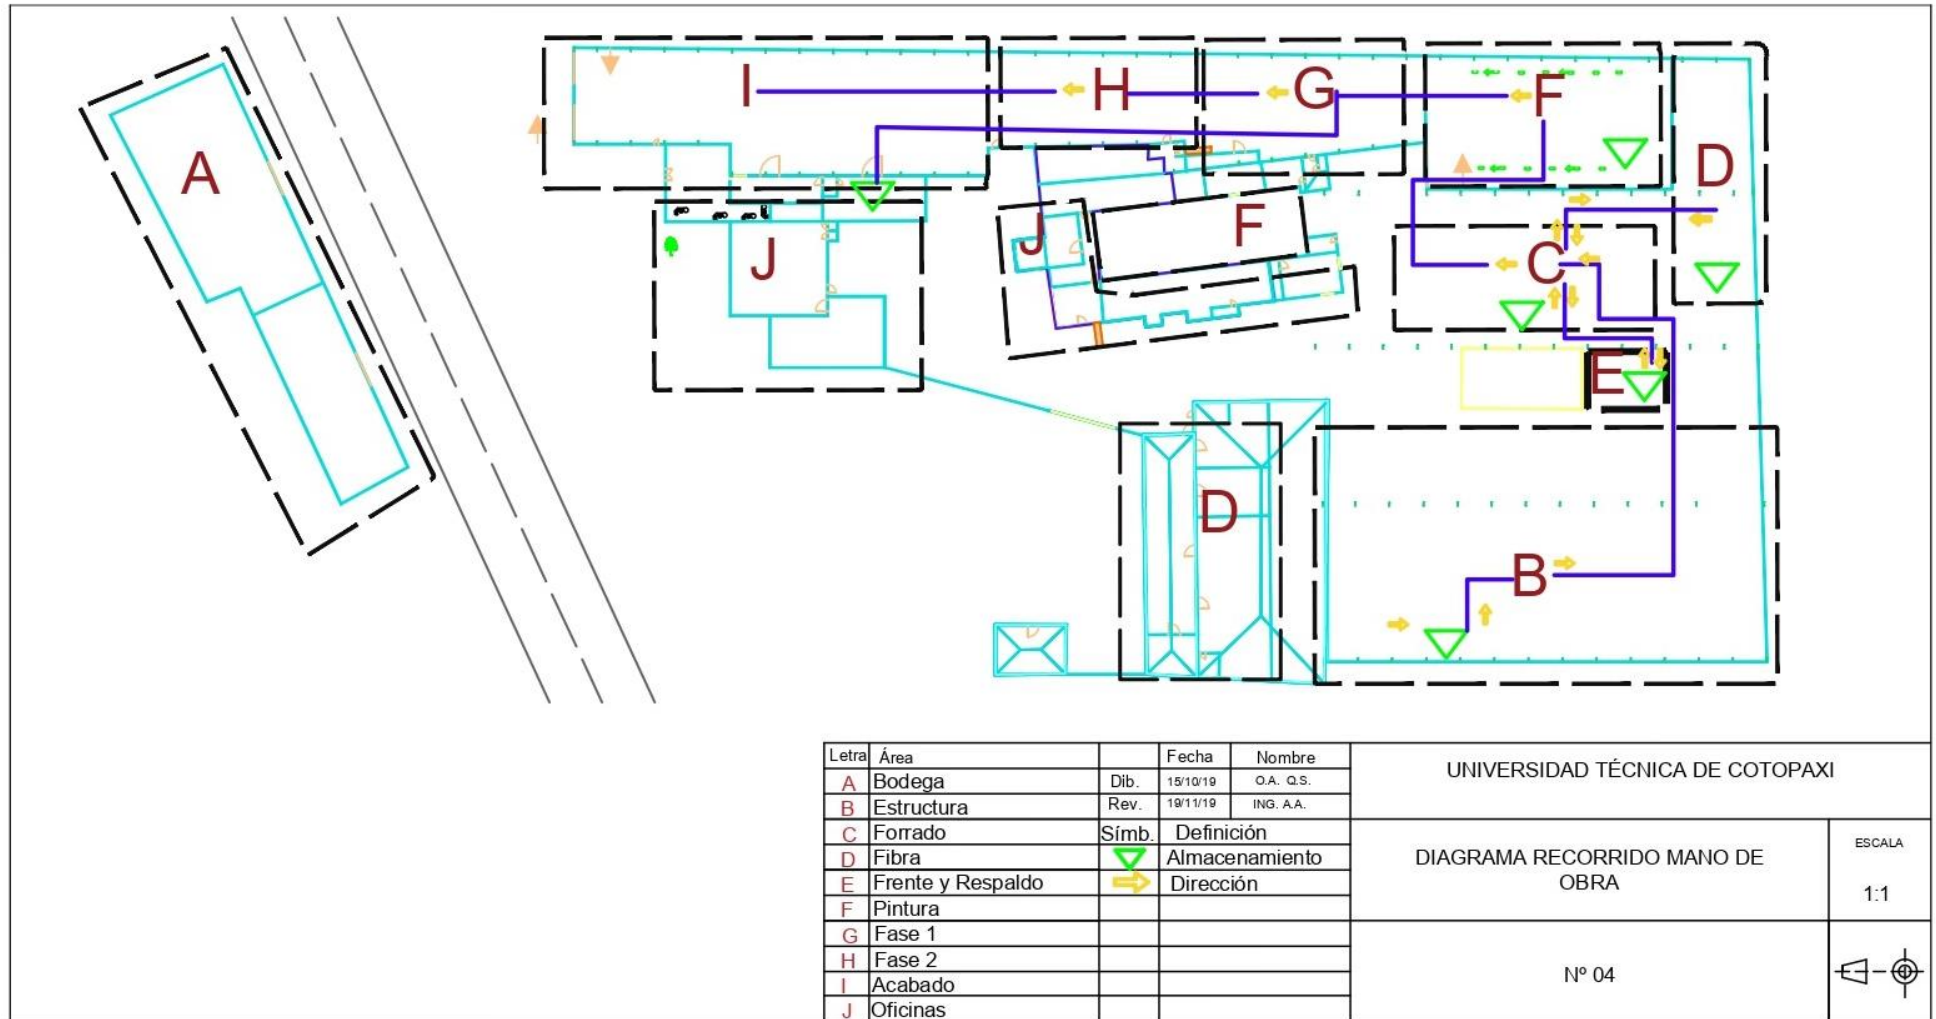 A
I
H
G
F
D
J
J
F
C
E
D
B
Letra Área Fecha Nombre
A Bodega Dib. 15/10/19 O.A. Q.S.
B Estructura Rev. 19/11/19 ING. A.A.
C Forrado Símb. Definición
D Fibra Almacenamiento
E Frente y Respaldo Dirección
F Pintura
G Fase 1
H Fase 2
I Acabado
J Oficinas
UNIVERSIDAD TÉCNICA DE COTOPAXI
DIAGRAMA RECORRIDO MANO DE
OBRA
ESCALA
1:1
Nº 04